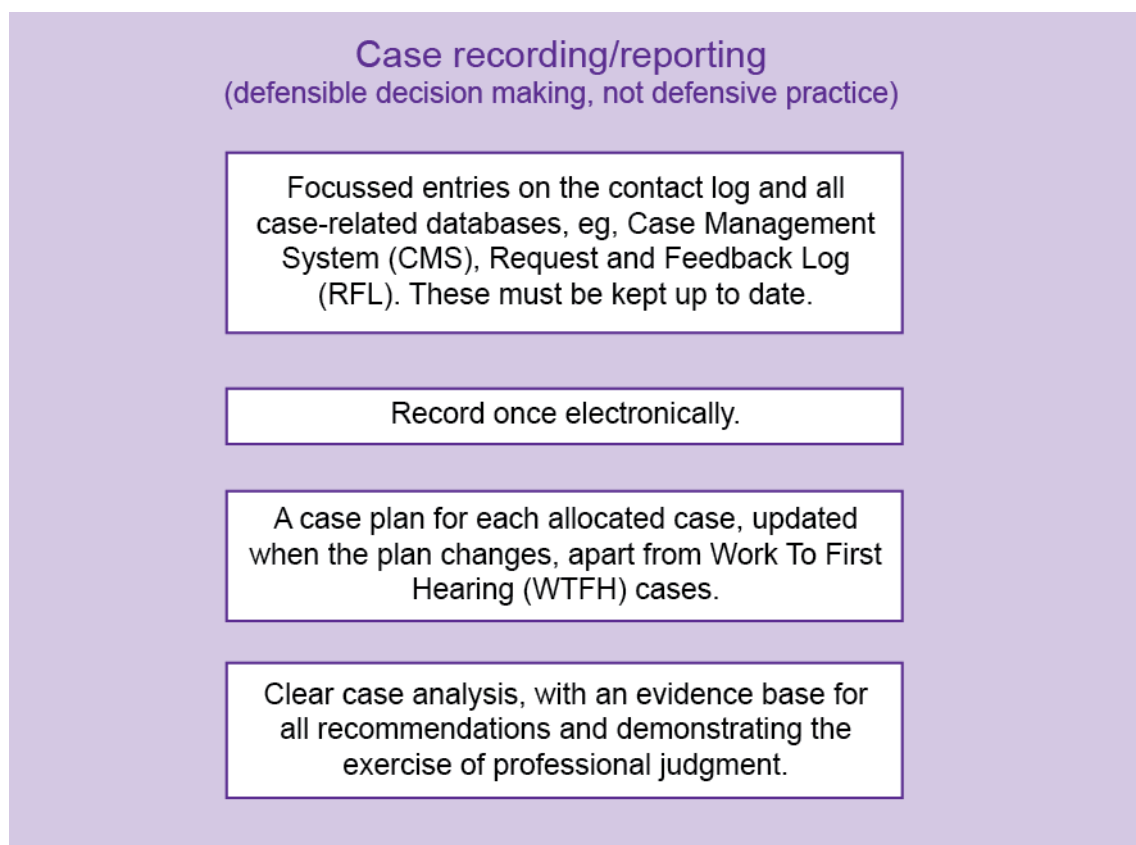 Case recording/reporting
(defensible decision making, not defensive practice)
Focussed entries on the contact log and all
case-related databases, eg, Case Management
System (CMS), Request and Feedback Log
(RFL). These must be kept up to date.
Record once electronically.
A case plan for each allocated case, updated
when the plan changes, apart from Work To First
Hearing (WTFH) cases.
Clear case analysis, with an evidence base for
all recommendations and demonstrating the
exercise of professional judgment.